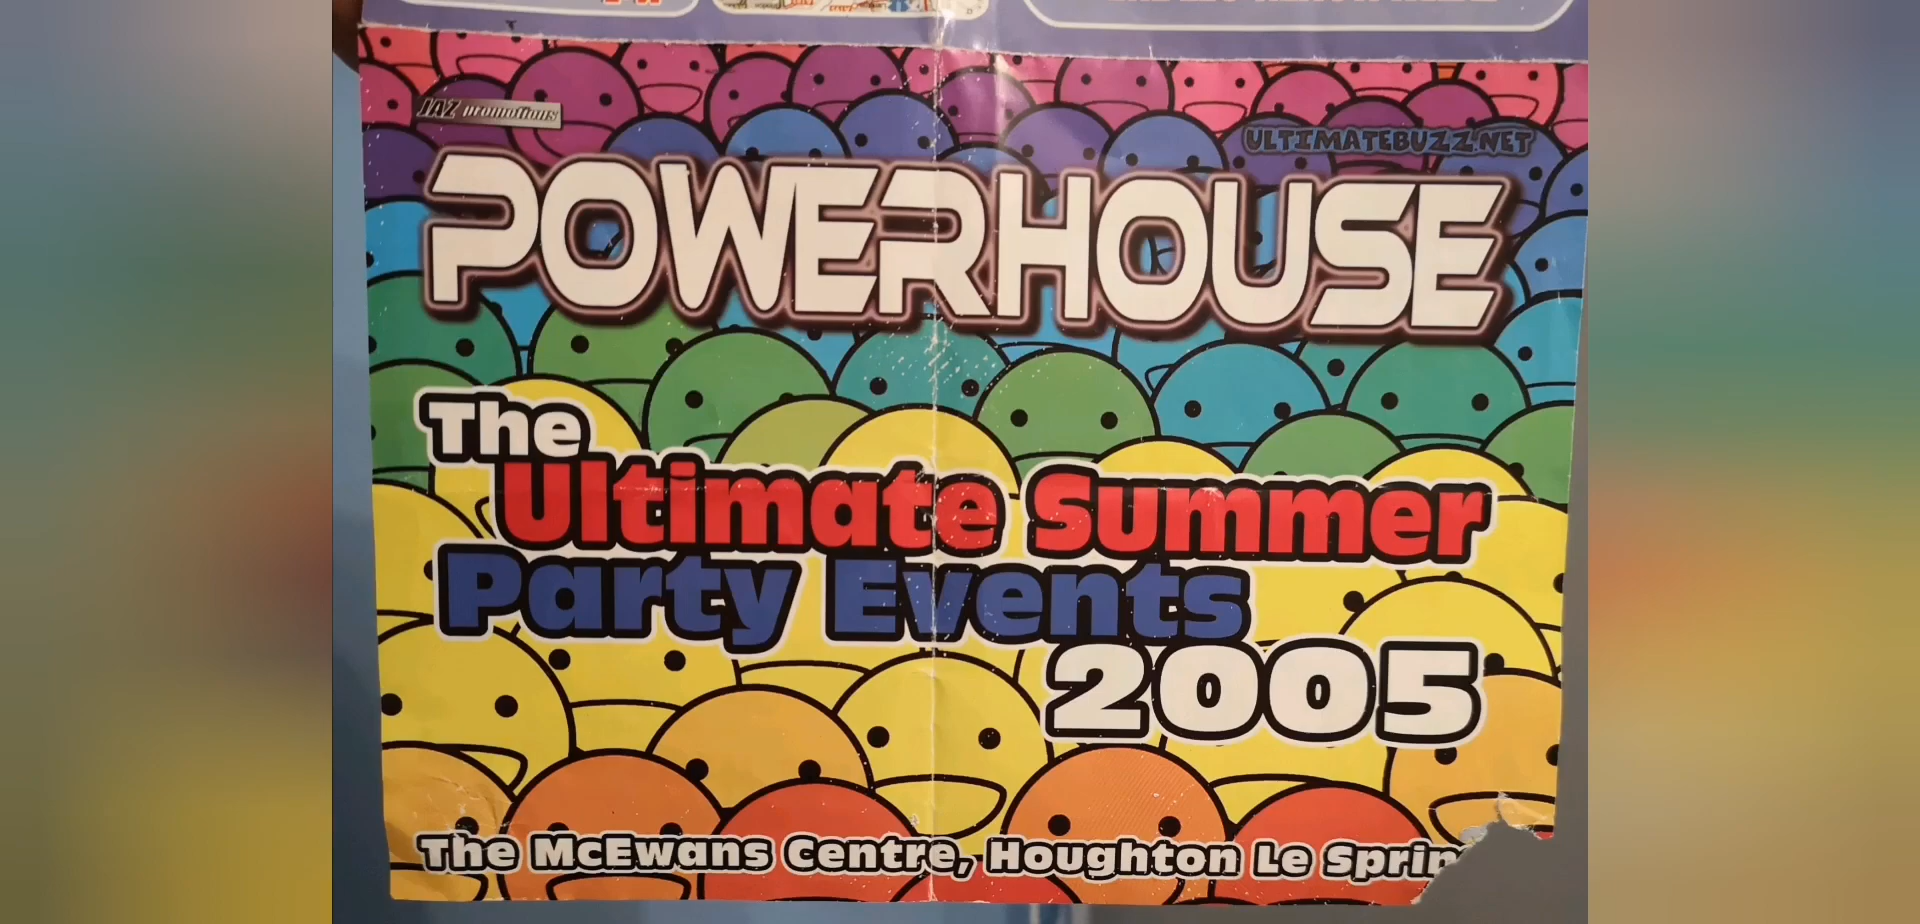 JAZ promotions
ULTIMATEBUZZ.NET
POWERHOUSE
The
Ultimate Summer
Party Events
2005
The McEwans Centre, Houghton Le Sprin